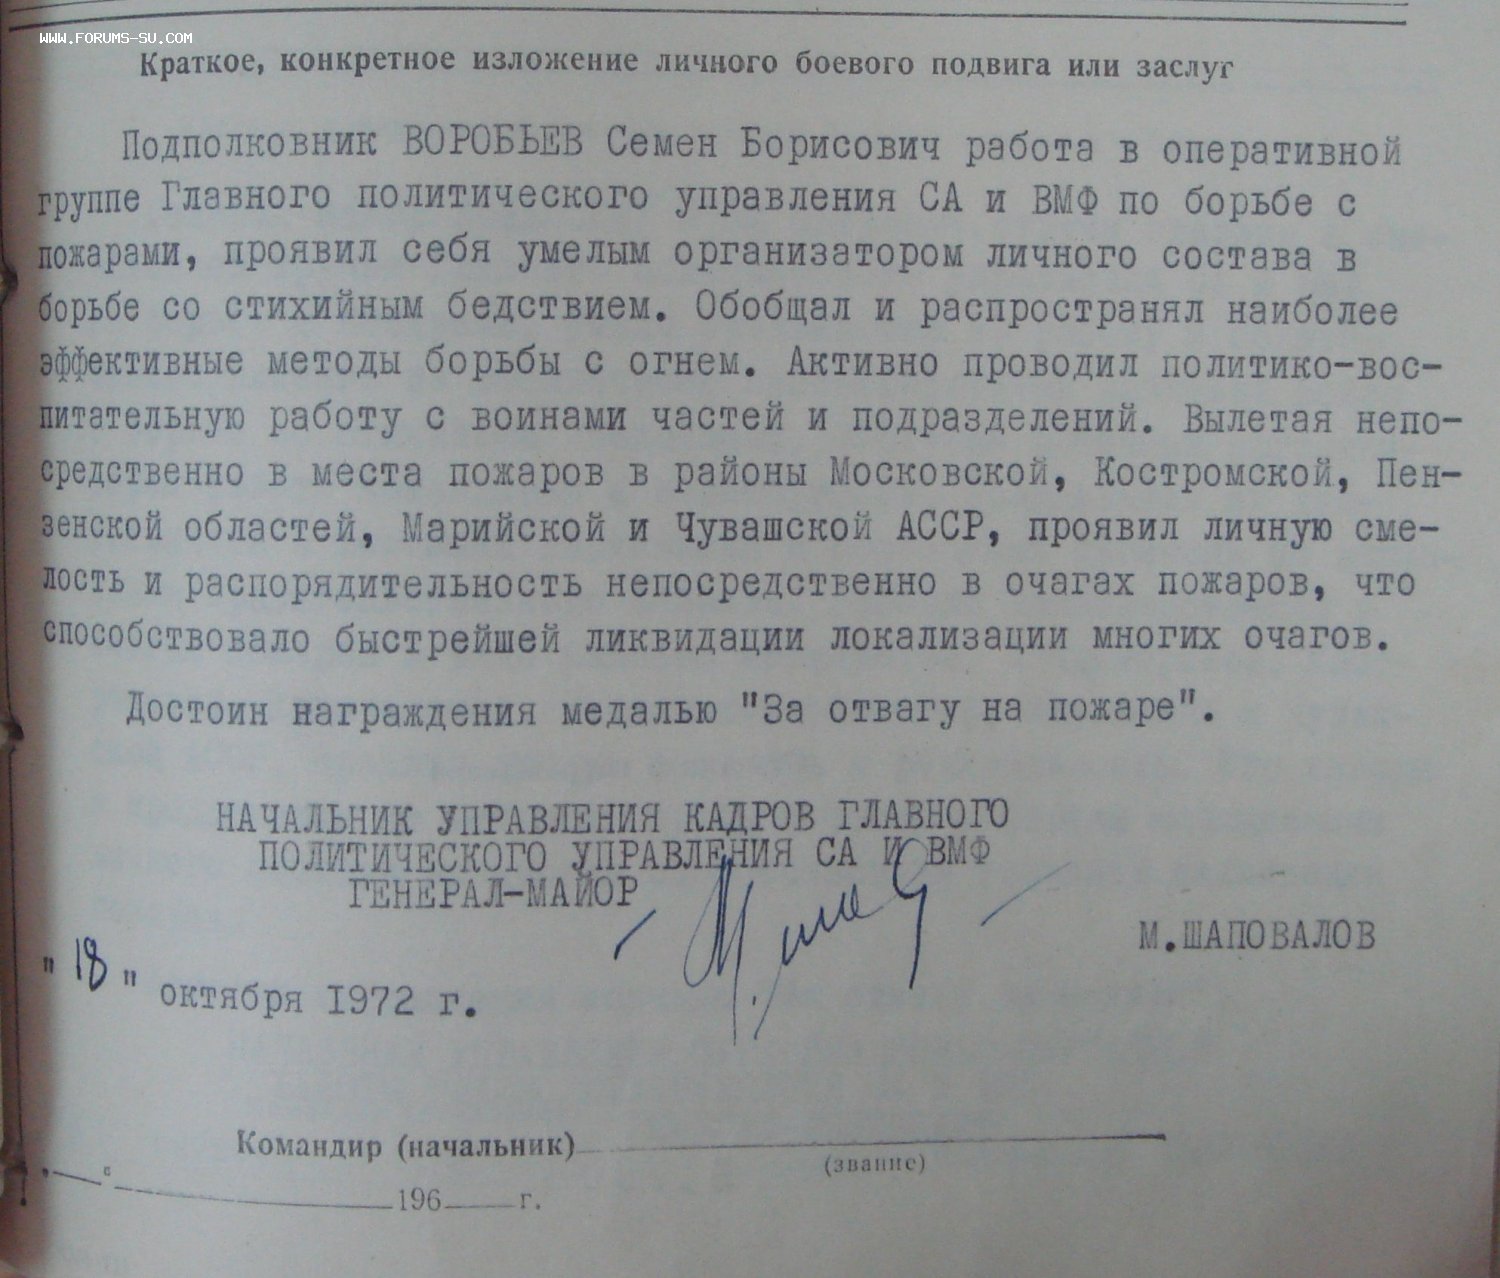 WWW.FORUMS-SU.COM
Краткое, конкретное изложение личного боевого подвига или заслуг
Подполковник ВОРОБЬЕВ Семен Борисович работа в оперативной
группе Главного политического управления СА и ВМФ по борьбе с
пожарами, проявил себя умелым организатором личного состава в
борьбе со стихийным бедствием. Обобщал и распространял наиболее
эффективные методы борьбы с огнем. Активно проводил политико-вос-
питательную работу с воинами частей и подразделений. Вылетая непо-
средственно в места пожаров в районы Московской, Костромской, Пен-
зенской областей, Марийской и Чувашской АССР, проявил личную сме-
лость и распорядительность непосредственно в очагах пожаров, что
способствовало быстрейшей ликвидации локализации многих очагов.
Достоин награждения медалью "За отвагу на пожаре".
НАЧАЛЬНИК УПРАВЛЕНИЯ КАДРОВ ГЛАВНОГО
ПОЛИТИЧЕСКОГО УПРАВЛЕНИЯ СА И ВМФ
ГЕНЕРАЛ-МАЙОР
М.ШАПОВАЛОВ
"18" октября 1972 г.
Командир (начальник)
(звание)
196 г.